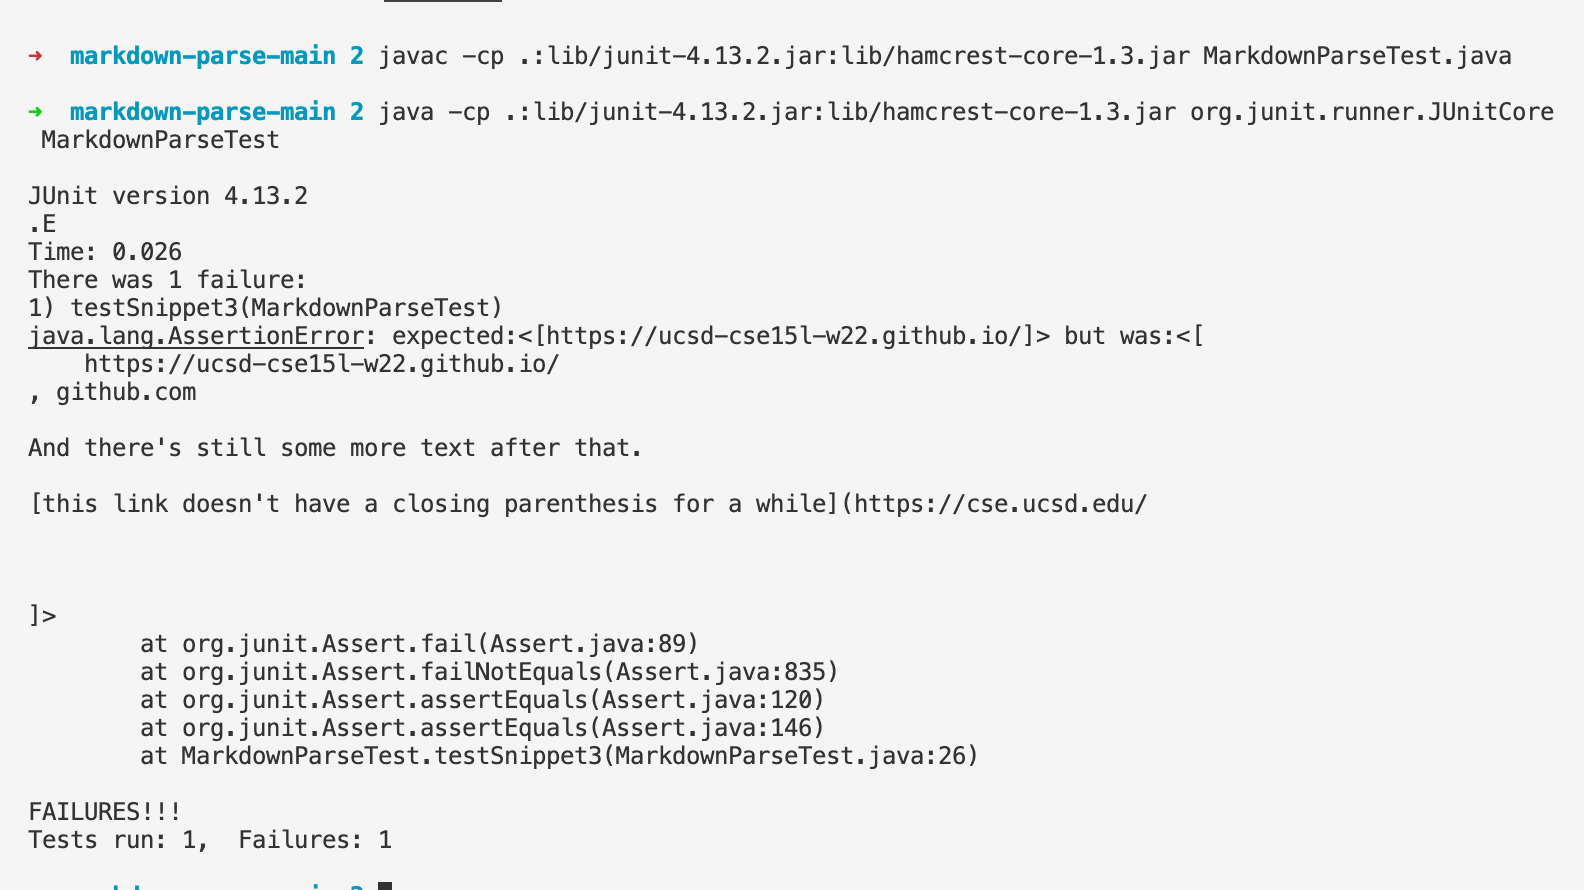 ➜  markdown-parse-main 2 javac -cp .:lib/junit-4.13.2.jar:lib/hamcrest-core-1.3.jar MarkdownParseTest.java
➜  markdown-parse-main 2 java -cp .:lib/junit-4.13.2.jar:lib/hamcrest-core-1.3.jar org.junit.runner.JUnitCore
 MarkdownParseTest
JUnit version 4.13.2
.E
Time: 0.026
There was 1 failure:
1) testSnippet3(MarkdownParseTest)
java.lang.AssertionError: expected:<[https://ucsd-cse15l-w22.github.io/]> but was:<[
    https://ucsd-cse15l-w22.github.io/
, github.com
And there's still some more text after that.
[this link doesn't have a closing parenthesis for a while](https://cse.ucsd.edu/
]>
        at org.junit.Assert.fail(Assert.java:89)
        at org.junit.Assert.failNotEquals(Assert.java:835)
        at org.junit.Assert.assertEquals(Assert.java:120)
        at org.junit.Assert.assertEquals(Assert.java:146)
        at MarkdownParseTest.testSnippet3(MarkdownParseTest.java:26)
FAILURES!!!
Tests run: 1,  Failures: 1